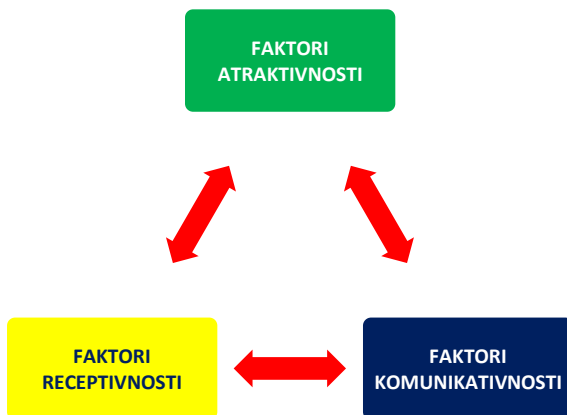 FAKTORI
ATRAKTIVNOSTI
FAKTORI
RECEPTIVNOSTI
FAKTORI
KOMUNIKATIVNOSTI